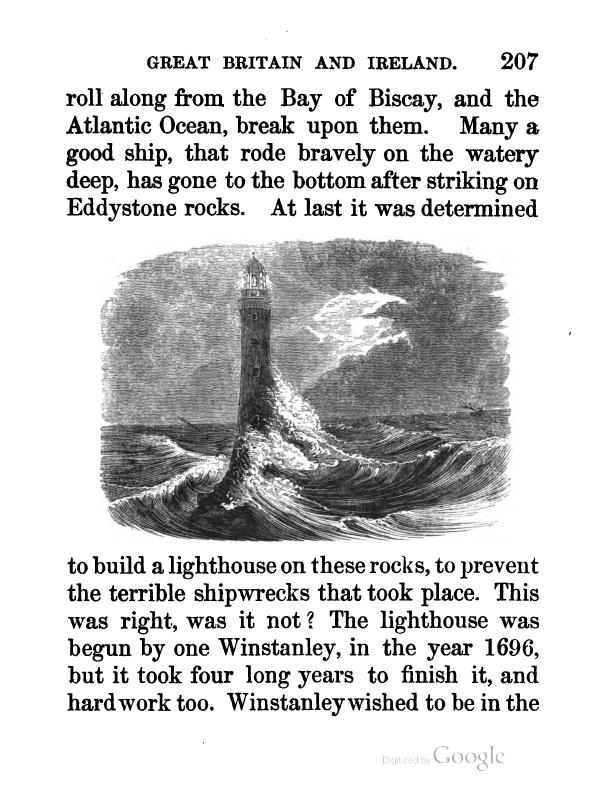 GREAT BRITAIN AND IRELAND. 207
roll along from the Bay of Biscay, and the
Atlantic Ocean, break upon them. Many a
good ship, that rode bravely on the watery
deep, has gone to the bottom after striking on
Eddystone rocks. At last it was determined
to build a lighthouse on these rocks, to prevent
the terrible shipwrecks that took place. This
was right, was it not? The lighthouse was
begun by one Winstanley, in the year 1696,
but it took four long years to finish it, and
hard work too. Winstanley wished to be in the
Digitized by Google